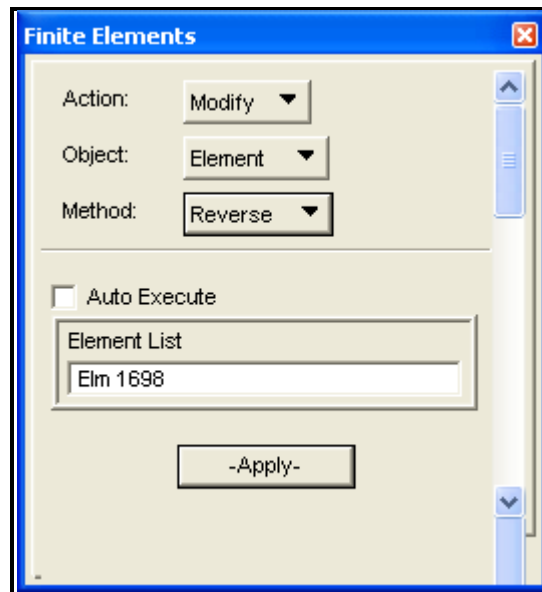 Finite Elements
Action: Modify
Object: Element
Method: Reverse
Auto Execute
Element List
Elm 1698
-Apply-